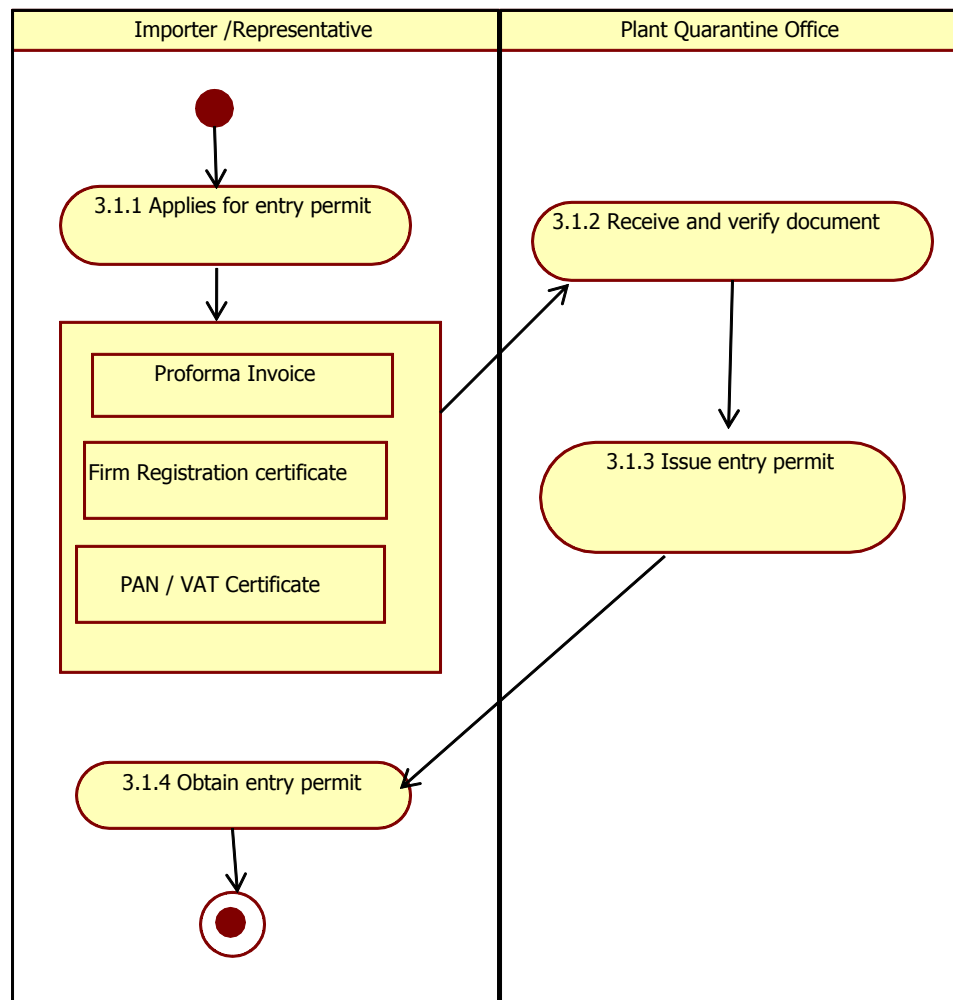 Importer /Representative
Plant Quarantine Office
3.1.1 Applies for entry permit
3.1.2 Receive and verify document
Proforma Invoice
Firm Registration certificate
PAN / VAT Certificate
3.1.3 Issue entry permit
3.1.4 Obtain entry permit